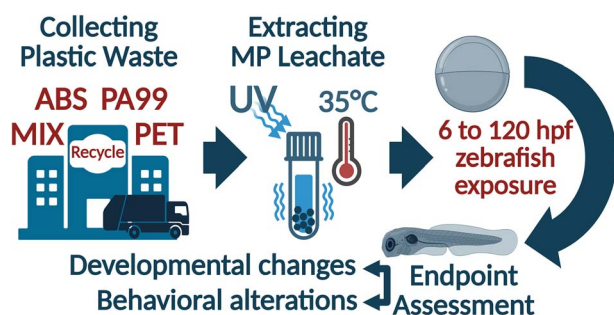 Collecting
Plastic Waste
ABS PA99
MIX PET
Recycle
Extracting
MP Leachate
UV 35°C
6 to 120 hpf
zebrafish
exposure
Developmental changes
Behavioral alterations
Endpoint
Assessment